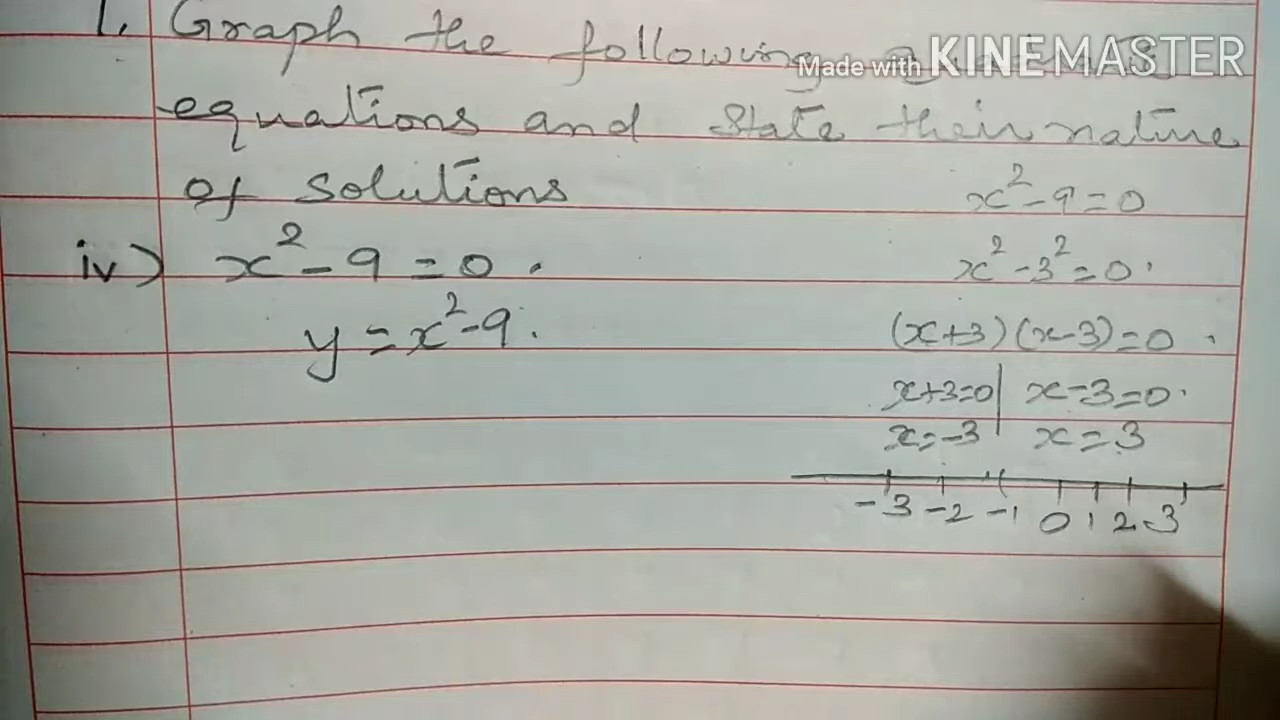 1. Graph the following
Made with KINEMASTER
equations and state their nature
of solutions
iv) x² - 9 = 0.
y = x² - 9.
x² - 9 = 0
x² - 3² = 0.
(x+3)(x-3) = 0.
x+3=0 | x-3=0.
x=-3 | x=3
-3 -2 -1 0 1 2 3